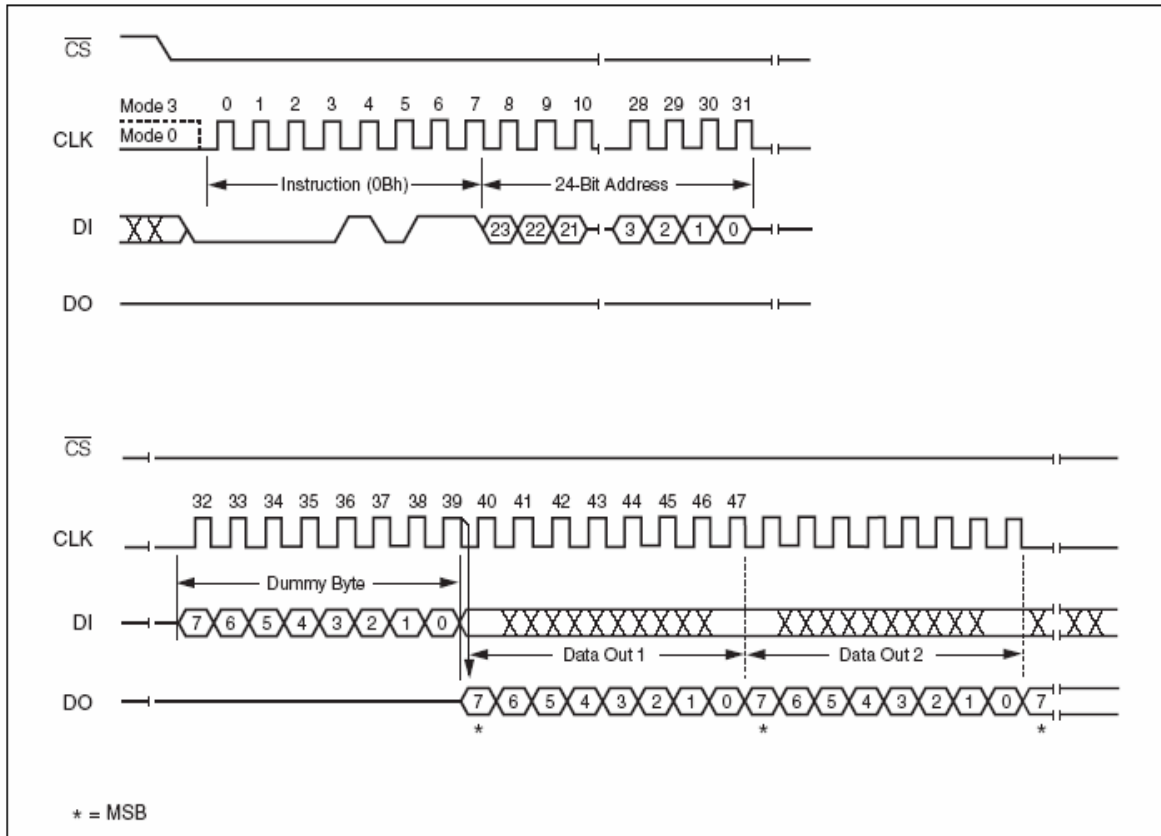 CS
Mode 3 0 1 2 3 4 5 6 7 8 9 10 28 29 30 31
CLK Mode 0
Instruction (0Bh) 24-Bit Address
DI 23 22 21 3 2 1 0
DO
CS
32 33 34 35 36 37 38 39 40 41 42 43 44 45 46 47
CLK
Dummy Byte
DI 7 6 5 4 3 2 1 0
Data Out 1 Data Out 2
DO 7 6 5 4 3 2 1 0 7 6 5 4 3 2 1 0 7
* * *
* = MSB